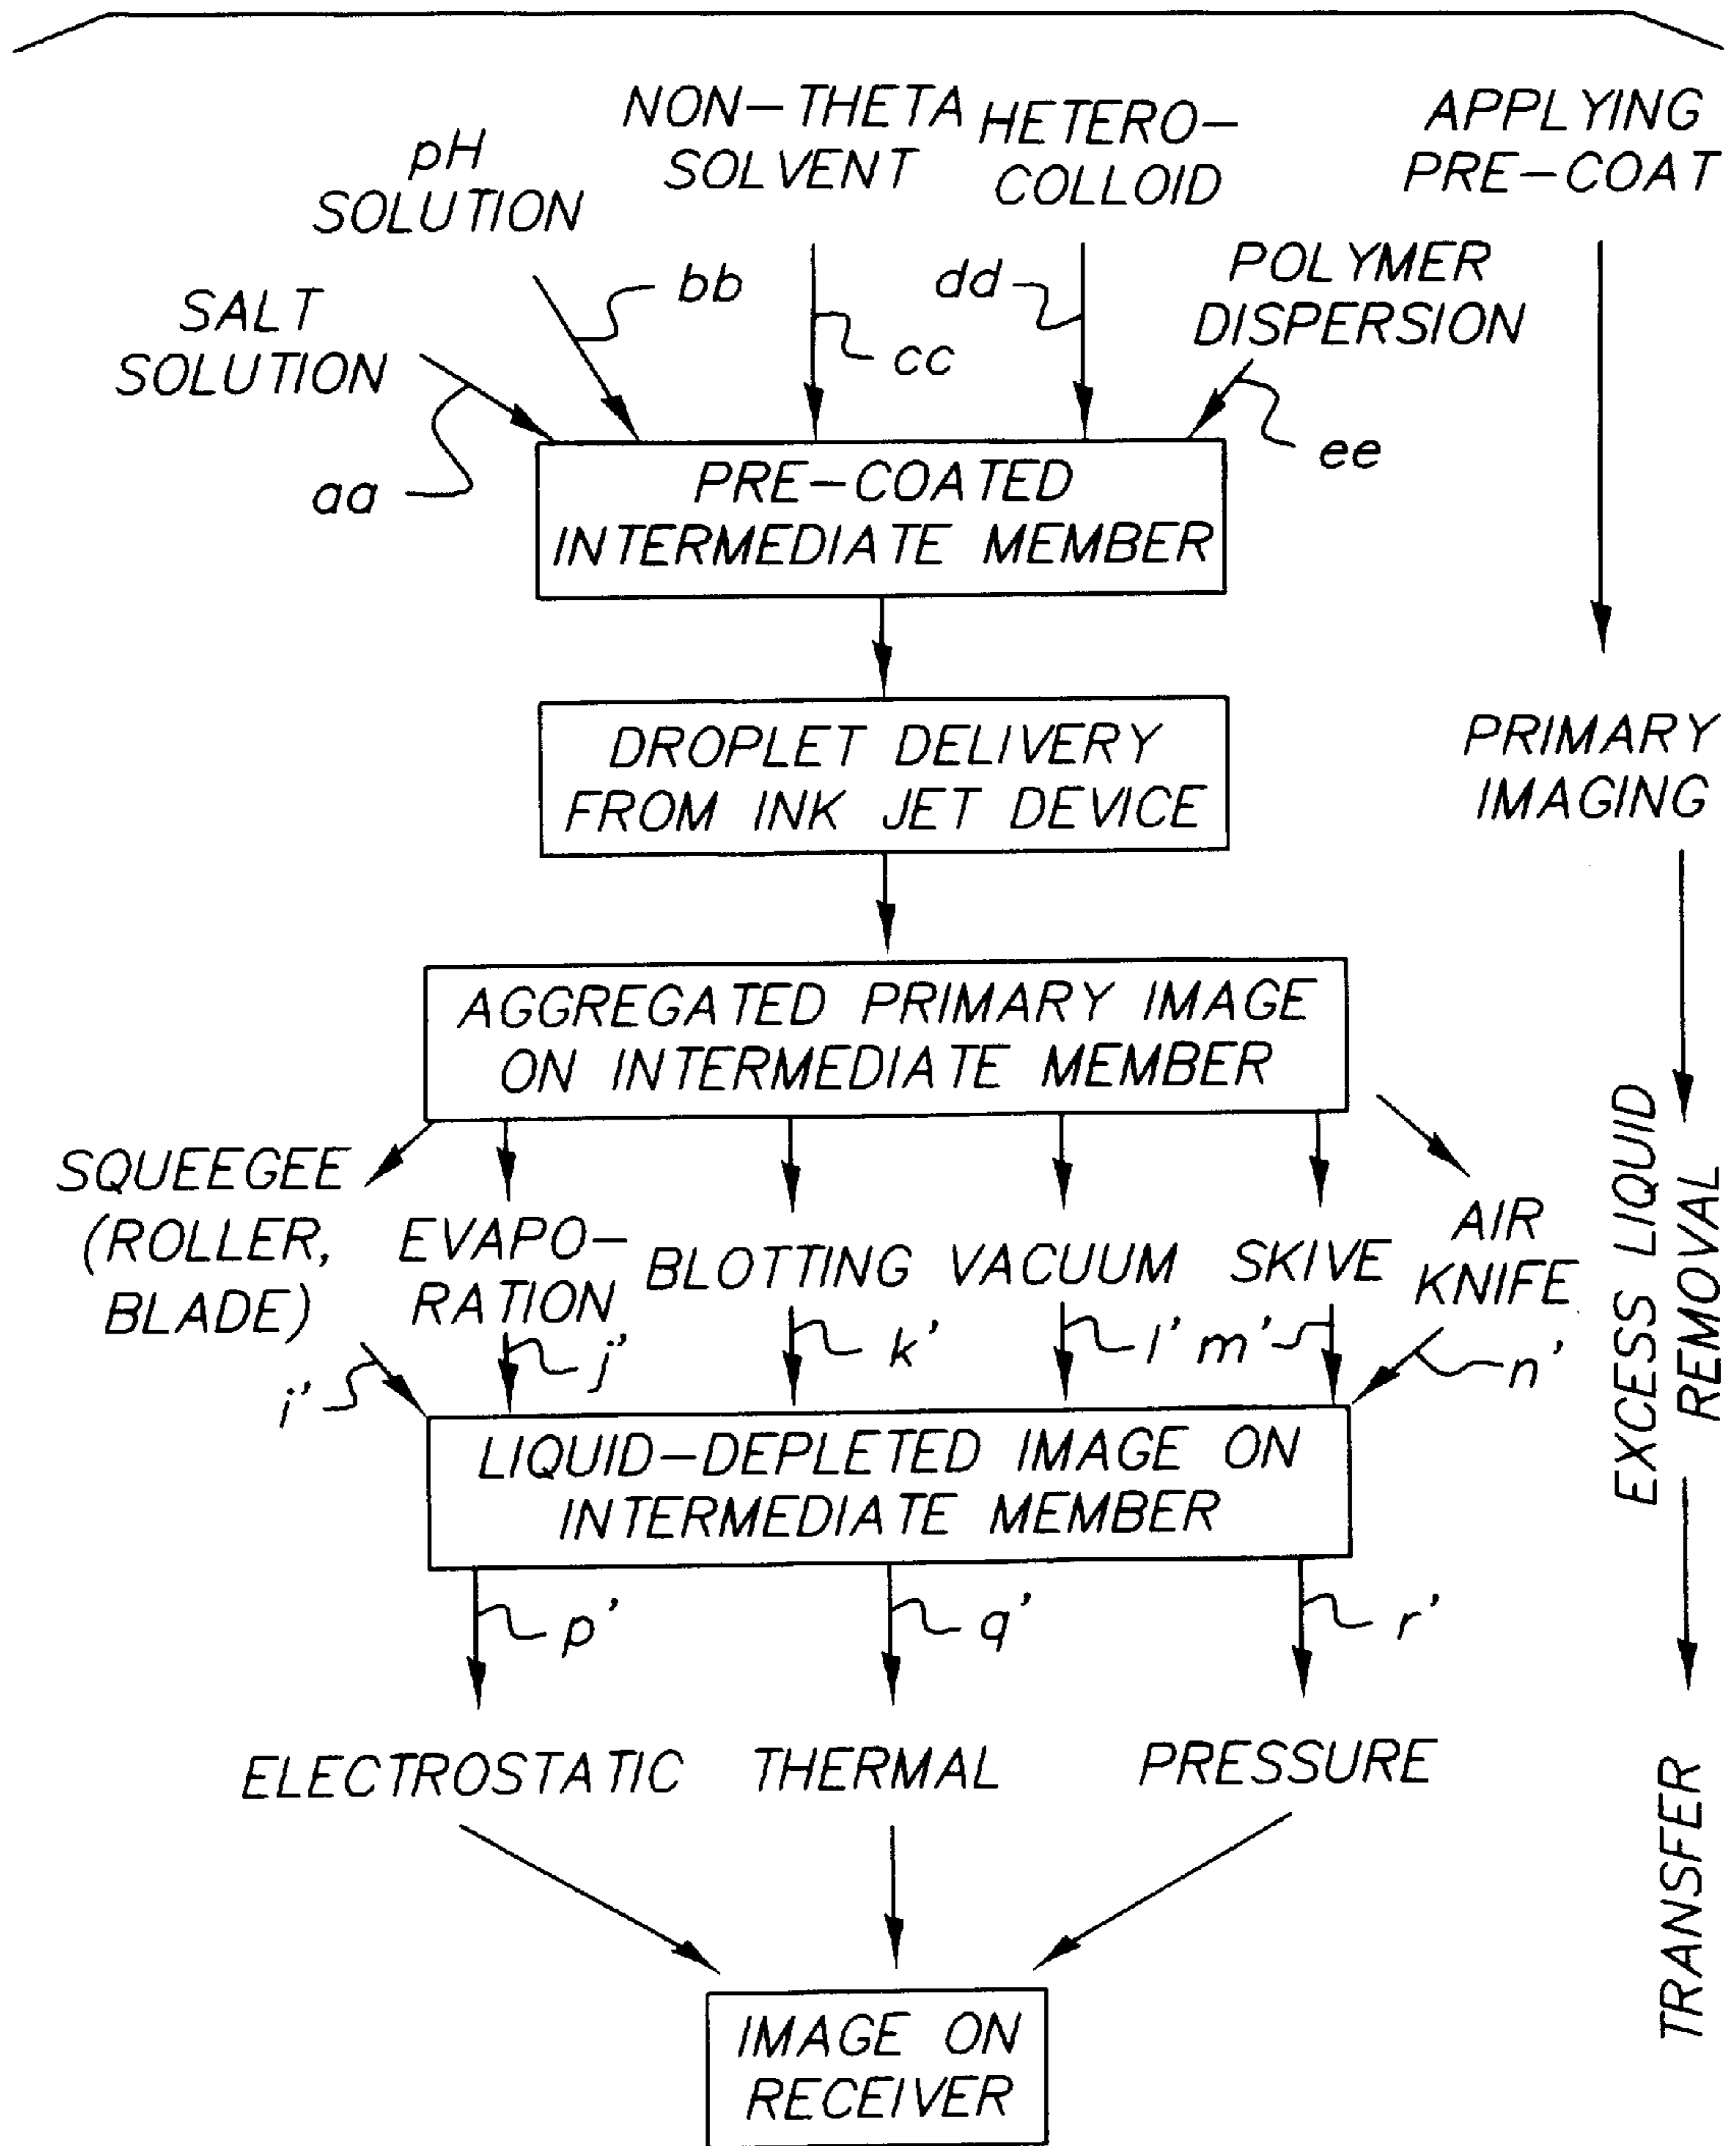 NON-THETA
SOLVENT
HETERO-
COLLOID
APPLYING
PRE-COAT
pH
SOLUTION
SALT
SOLUTION
POLYMER
DISPERSION
aa
bb
cc
dd
ee
PRE-COATED
INTERMEDIATE MEMBER
DROPLET DELIVERY
FROM INK JET DEVICE
PRIMARY
IMAGING
AGGREGATED PRIMARY IMAGE
ON INTERMEDIATE MEMBER
SQUEEGEE
(ROLLER,
BLADE)
EVAPO-
RATION
BLOTTING
VACUUM
SKIVE
AIR
KNIFE
EXCESS LIQUID
REMOVAL
i'
j'
k'
l'
m'
n'
LIQUID-DEPLETED IMAGE ON
INTERMEDIATE MEMBER
p'
q'
r'
ELECTROSTATIC
THERMAL
PRESSURE
TRANSFER
IMAGE ON
RECEIVER